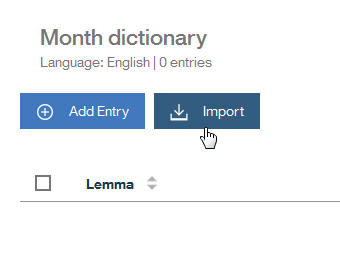 Month dictionary
Language: English | 0 entries
Add Entry Import
Lemma